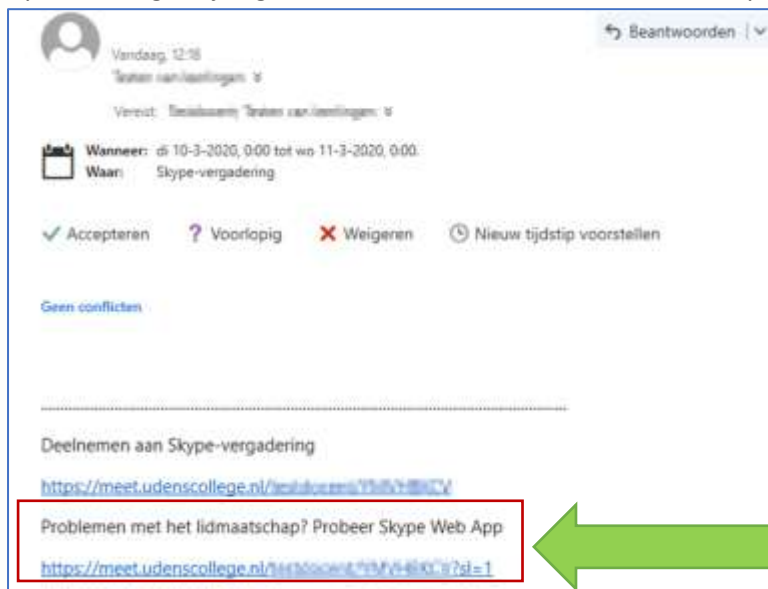 Beantwoorden
Vandaag, 12:18
Vereist:
Wanneer: di 10-3-2020, 0:00 tot wo 11-3-2020, 0:00.
Waar: Skype-vergadering
Accepteren ? Voorlopig Weigeren Nieuw tijdstip voorstellen
Geen conflicten
Deelnemen aan Skype-vergadering
https://meet.udenscollege.nl/
Problemen met het lidmaatschap? Probeer Skype Web App
https://meet.udenscollege.nl/ ?sl=1